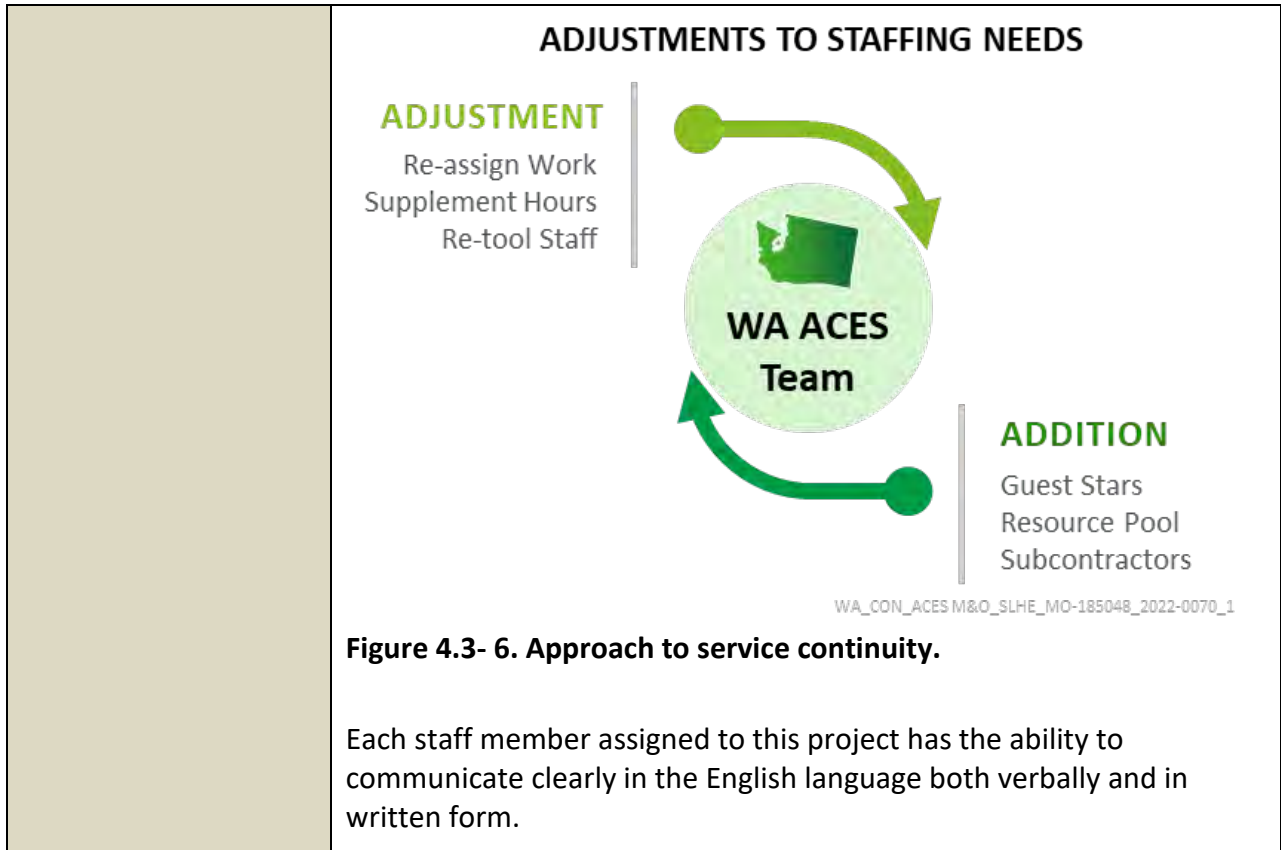 ADJUSTMENTS TO STAFFING NEEDS
ADJUSTMENT
Re-assign Work
Supplement Hours
Re-tool Staff
WA ACES
Team
ADDITION
Guest Stars
Resource Pool
Subcontractors
WA_CON_ACES M&O_SLHE_MO-185048_2022-0070_1
Figure 4.3- 6. Approach to service continuity.
Each staff member assigned to this project has the ability to
communicate clearly in the English language both verbally and in
written form.